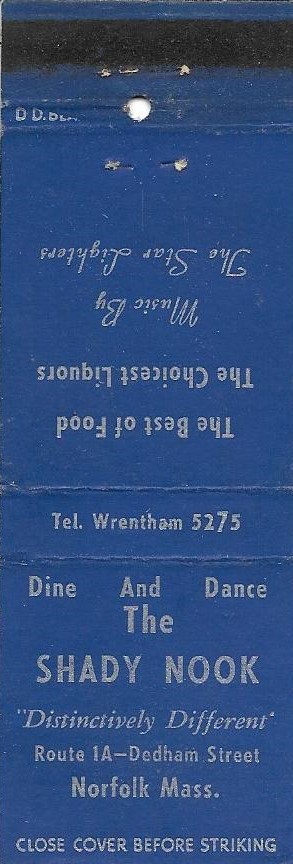 D D.
The Best of Food
The Choicest Liquors
Music By
The Star Lighters
Tel. Wrentham 5275
Dine And Dance
The
SHADY NOOK
"Distinctively Different"
Route 1A—Dedham Street
Norfolk Mass.
CLOSE COVER BEFORE STRIKING